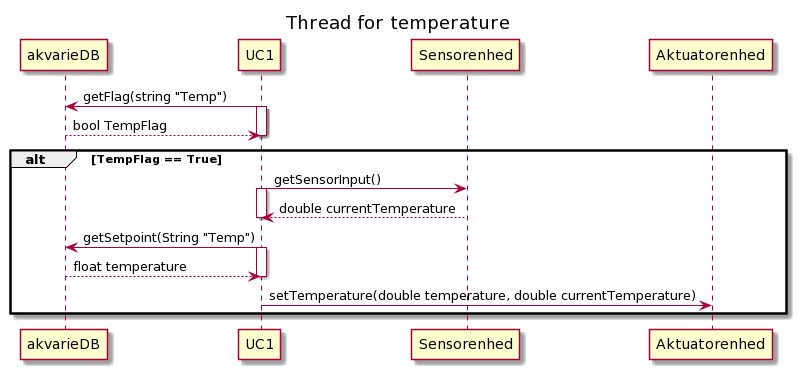 Thread for temperature
akvarieDB UC1 Sensorenhed Aktuatorenhed
getFlag(string "Temp")
bool TempFlag
alt [TempFlag == True]
getSensorInput()
double currentTemperature
getSetpoint(String "Temp")
float temperature
setTemperature(double temperature, double currentTemperature)
akvarieDB UC1 Sensorenhed Aktuatorenhed